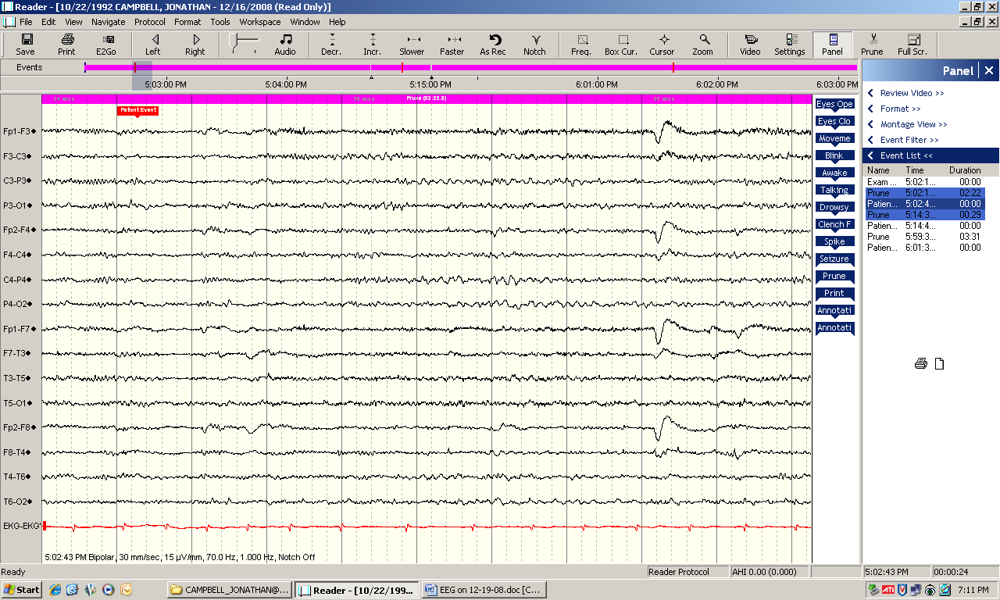 Reader - [10/22/1992 CAMPBELL, JONATHAN - 12/16/2008 (Read Only)]
File Edit View Navigate Protocol Format Tools Workspace Window Help
Save Print E2Go Left Right Audio Decr. Incr. Slower Faster As Rec Notch Freq. Box Cur. Cursor Zoom Video Settings Panel Prune Full Scr.
Events
5:03:00 PM 5:04:00 PM 5:15:00 PM 6:01:00 PM 6:02:00 PM 6:03:00 PM
Prune (02:22.3)
Patient Event
Fp1-F3
F3-C3
C3-P3
P3-O1
Fp2-F4
F4-C4
C4-P4
P4-O2
Fp1-F7
F7-T3
T3-T5
T5-O1
Fp2-F8
F8-T4
T4-T6
T6-O2
EKG-EKG'
5:02:43 PM Bipolar, 30 mm/sec, 15 µV/mm, 70.0 Hz, 1.000 Hz, Notch Off
Eyes Ope
Eyes Clo
Moveme
Blink
Awake
Talking
Drowsy
Clench F
Spike
Seizure
Prune
Print
Annotati
Annotati
Panel
Review Video >>
Format >>
Montage View >>
Event Filter >>
Event List <<
Name Time Duration
Exam ... 5:02:1... 00:00
Prune 5:02:1... 02:22
Patien... 5:02:4... 00:00
Prune 5:14:3... 00:29
Patien... 5:14:4... 00:00
Prune 5:59:3... 03:31
Patien... 6:01:3... 00:00
Ready Reader Protocol AHI 0.00 (0.000) 5:02:43 PM 00:00:24
Start CAMPBELL_JONATHAN@... Reader - [10/22/199... EEG on 12-19-08.doc [C... ATI 7:11 PM